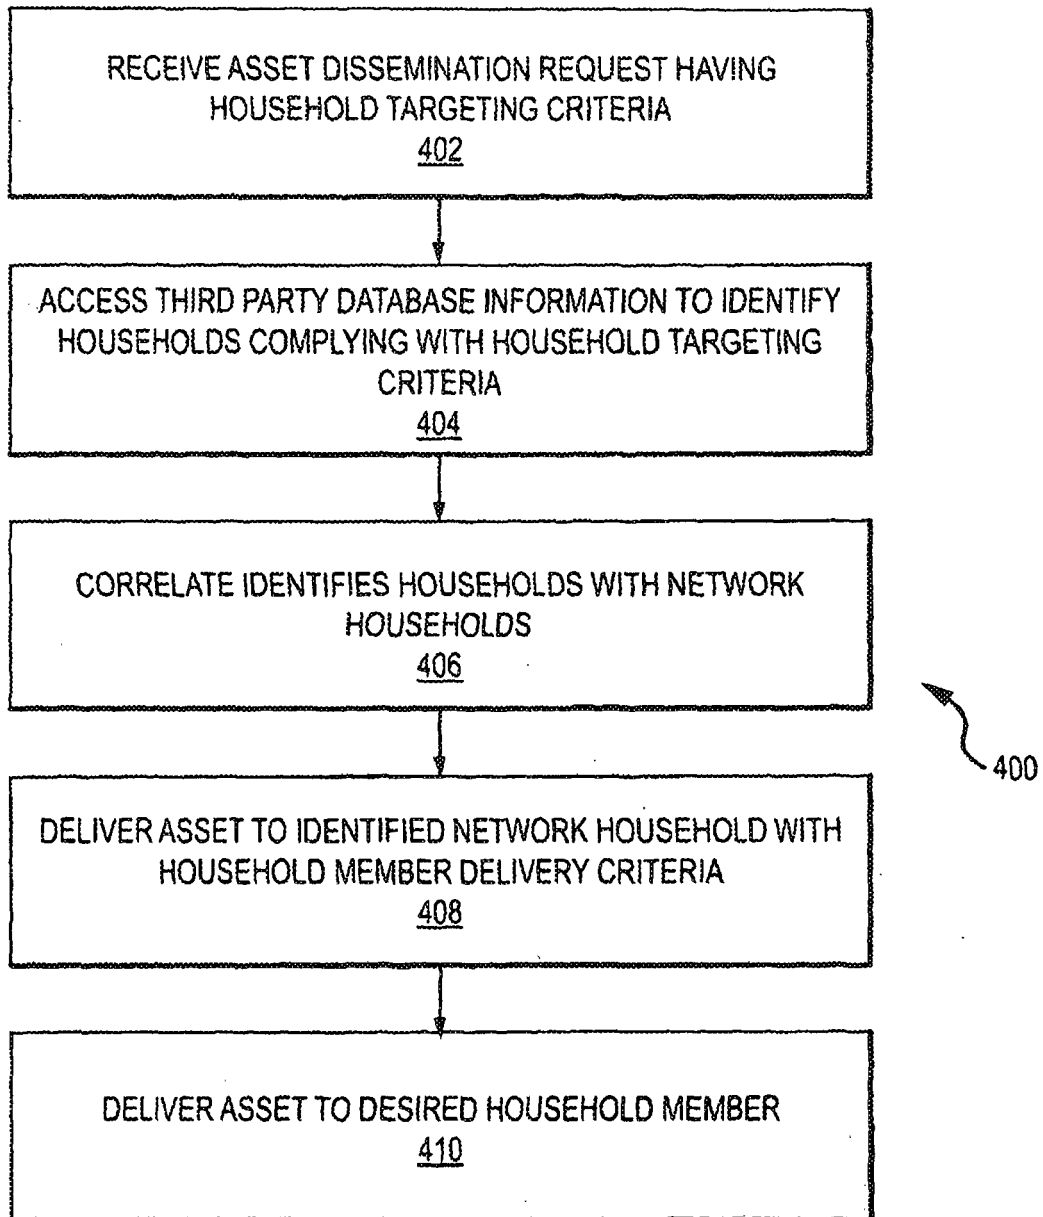 RECEIVE ASSET DISSEMINATION REQUEST HAVING
HOUSEHOLD TARGETING CRITERIA
402
ACCESS THIRD PARTY DATABASE INFORMATION TO IDENTIFY
HOUSEHOLDS COMPLYING WITH HOUSEHOLD TARGETING
CRITERIA
404
CORRELATE IDENTIFIES HOUSEHOLDS WITH NETWORK
HOUSEHOLDS
406
400
DELIVER ASSET TO IDENTIFIED NETWORK HOUSEHOLD WITH
HOUSEHOLD MEMBER DELIVERY CRITERIA
408
DELIVER ASSET TO DESIRED HOUSEHOLD MEMBER
410